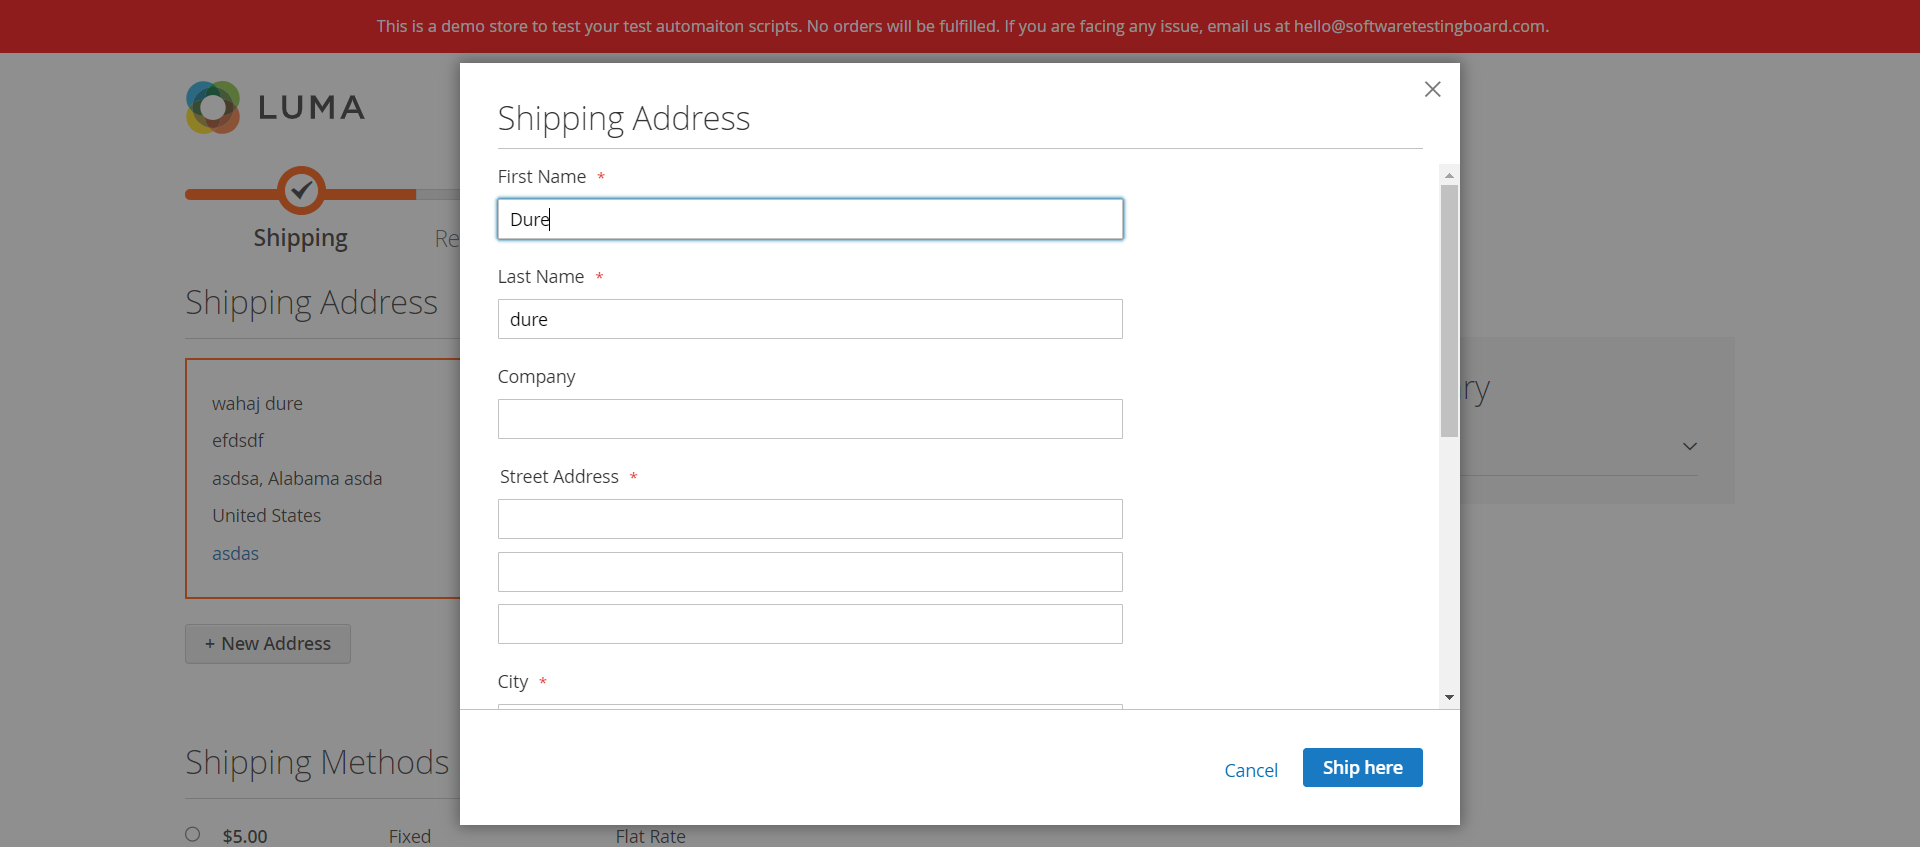 This is a demo store to test your test automaiton scripts. No orders will be fulfilled. If you are facing any issue, email us at hello@softwaretestingboard.com.
LUMA
Shipping
Re
Shipping Address
wahaj dure
efdsdf
asdsa, Alabama asda
United States
asdas
+ New Address
Shipping Methods
$5.00 Fixed Flat Rate
Shipping Address
First Name *
Dure
Last Name *
dure
Company
Street Address *
City *
Cancel Ship here
ry